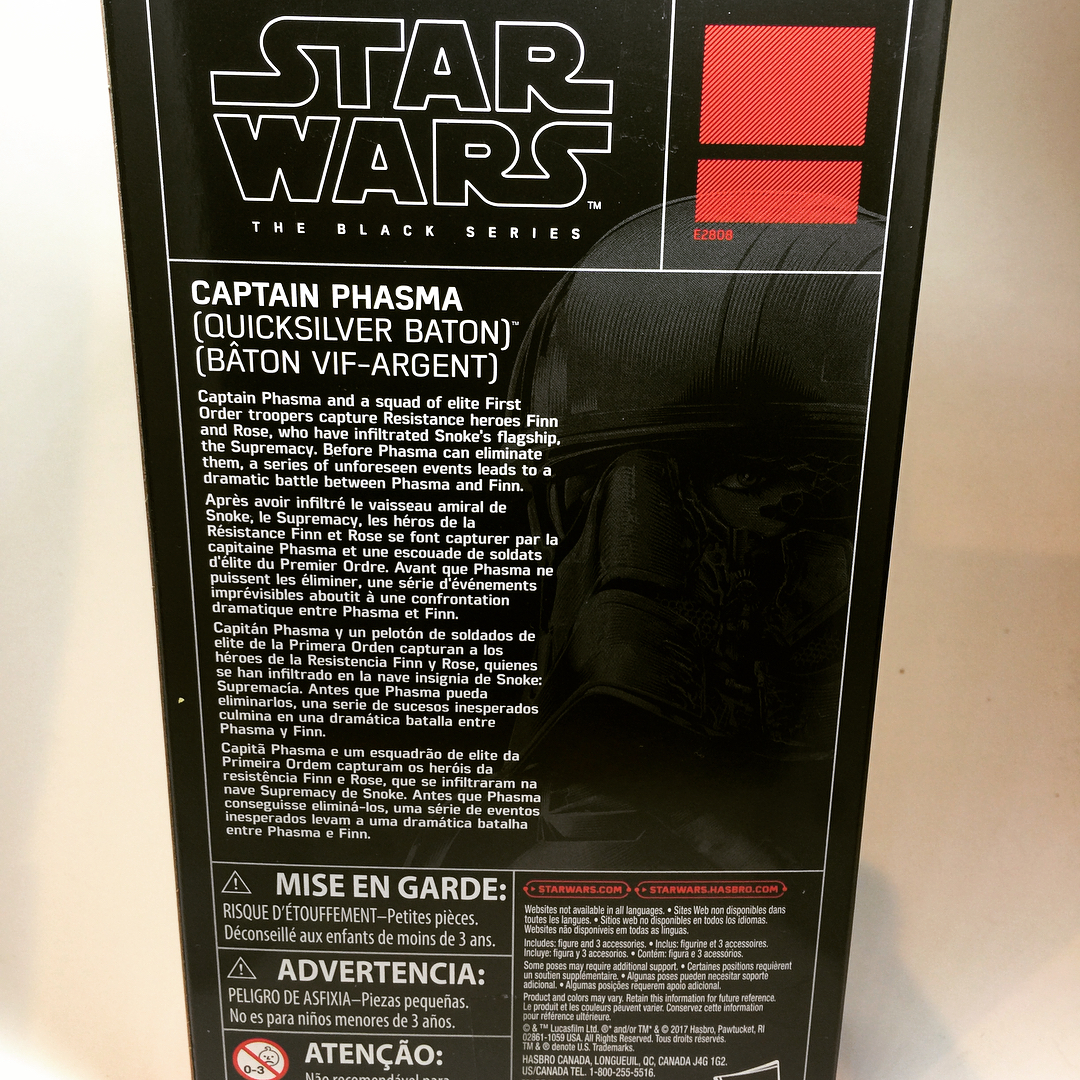 STAR
WARS™
THE BLACK SERIES
E2808
CAPTAIN PHASMA
(QUICKSILVER BATON)™
(BÂTON VIF-ARGENT)
Captain Phasma and a squad of elite First
Order troopers capture Resistance heroes Finn
and Rose, who have infiltrated Snoke's flagship,
the Supremacy. Before Phasma can eliminate
them, a series of unforeseen events leads to a
dramatic battle between Phasma and Finn.
Après avoir infiltré le vaisseau amiral de
Snoke, le Supremacy, les héros de la
Résistance Finn et Rose se font capturer par la
capitaine Phasma et une escouade de soldats
d'élite du Premier Ordre. Avant que Phasma ne
puissent les éliminer, une série d'événements
imprévisibles aboutit à une confrontation
dramatique entre Phasma et Finn.
Capitán Phasma y un pelotón de soldados de
elite de la Primera Orden capturan a los
héroes de la Resistencia Finn y Rose, quienes
se han infiltrado en la nave insignia de Snoke:
Supremacía. Antes que Phasma pueda
eliminarlos, una serie de sucesos inesperados
culmina en una dramática batalla entre
Phasma y Finn.
Capitã Phasma e um esquadrão de elite da
Primeira Ordem capturam os heróis da
resistência Finn e Rose, que se infiltraram na
nave Supremacy de Snoke. Antes que Phasma
conseguisse eliminá-los, uma série de eventos
inesperados levam a uma dramática batalha
entre Phasma e Finn.
MISE EN GARDE:
RISQUE D'ÉTOUFFEMENT–Petites pièces.
Déconseillé aux enfants de moins de 3 ans.
ADVERTENCIA:
PELIGRO DE ASFIXIA–Piezas pequeñas.
No es para niños menores de 3 años.
0-3
ATENÇÃO:
Não recomendável para
STARWARS.COM STARWARS.HASBRO.COM
Websites not available in all languages. • Sites Web non disponibles dans
toutes les langues. • Sitios web no disponibles en todos los idiomas.
Websites não disponíveis em todas as línguas.
Includes: figure and 3 accessories. • Inclus: figurine et 3 accessoires.
Incluye: figura y 3 accesorios. • Contém: figura e 3 acessórios.
Some poses may require additional support. • Certaines positions requièrent
un soutien supplémentaire. • Algunas poses pueden necesitar soporte
adicional. • Algumas posições requerem apoio adicional.
Product and colors may vary. Retain this information for future reference.
Le produit et les couleurs peuvent varier. Conservez cette information
pour référence ultérieure.
© & ™ Lucasfilm Ltd. ®* and/or TM* & © 2017 Hasbro, Pawtucket, RI
02861-1059 USA. All Rights Reserved. Tous droits réservés.
TM & ® denote U.S. Trademarks.
HASBRO CANADA, LONGUEUIL, QC, CANADA J4G 1G2.
US/CANADA TEL. 1-800-255-5516.